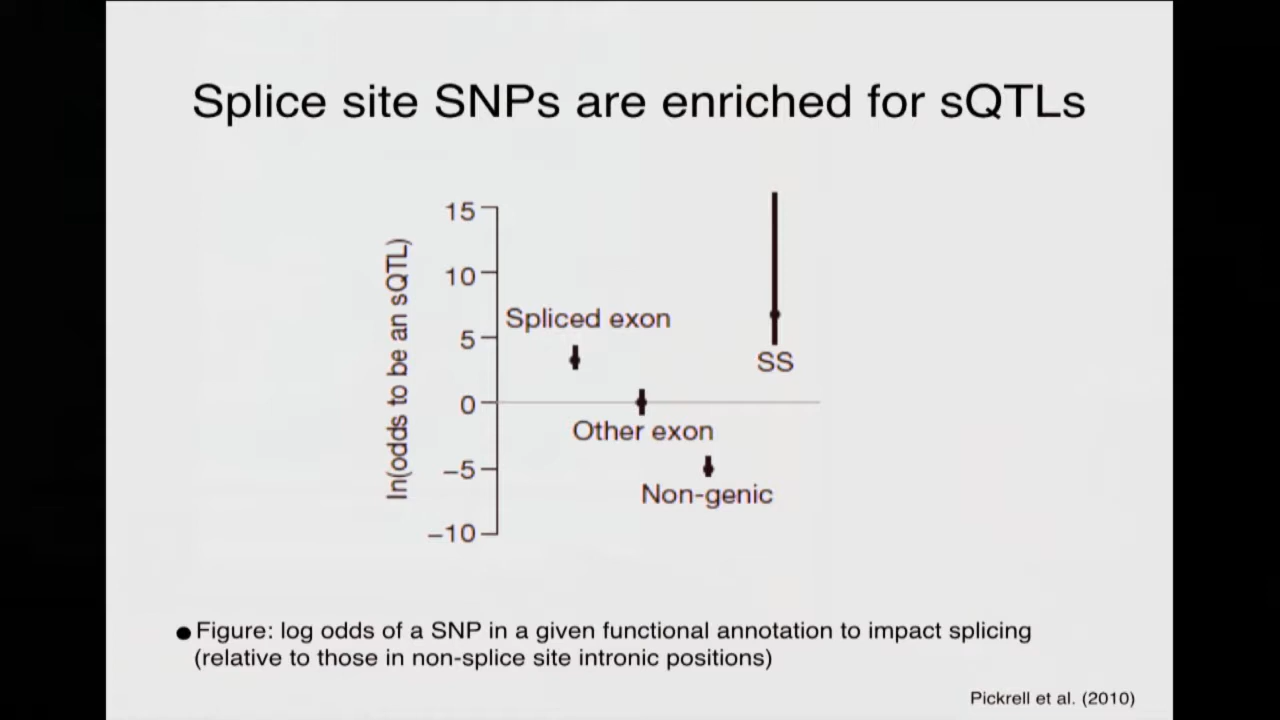 Splice site SNPs are enriched for sQTLs
ln(odds to be an sQTL)
15
10
5
0
−5
−10
Spliced exon
SS
Other exon
Non-genic
●Figure: log odds of a SNP in a given functional annotation to impact splicing
(relative to those in non-splice site intronic positions)
Pickrell et al. (2010)